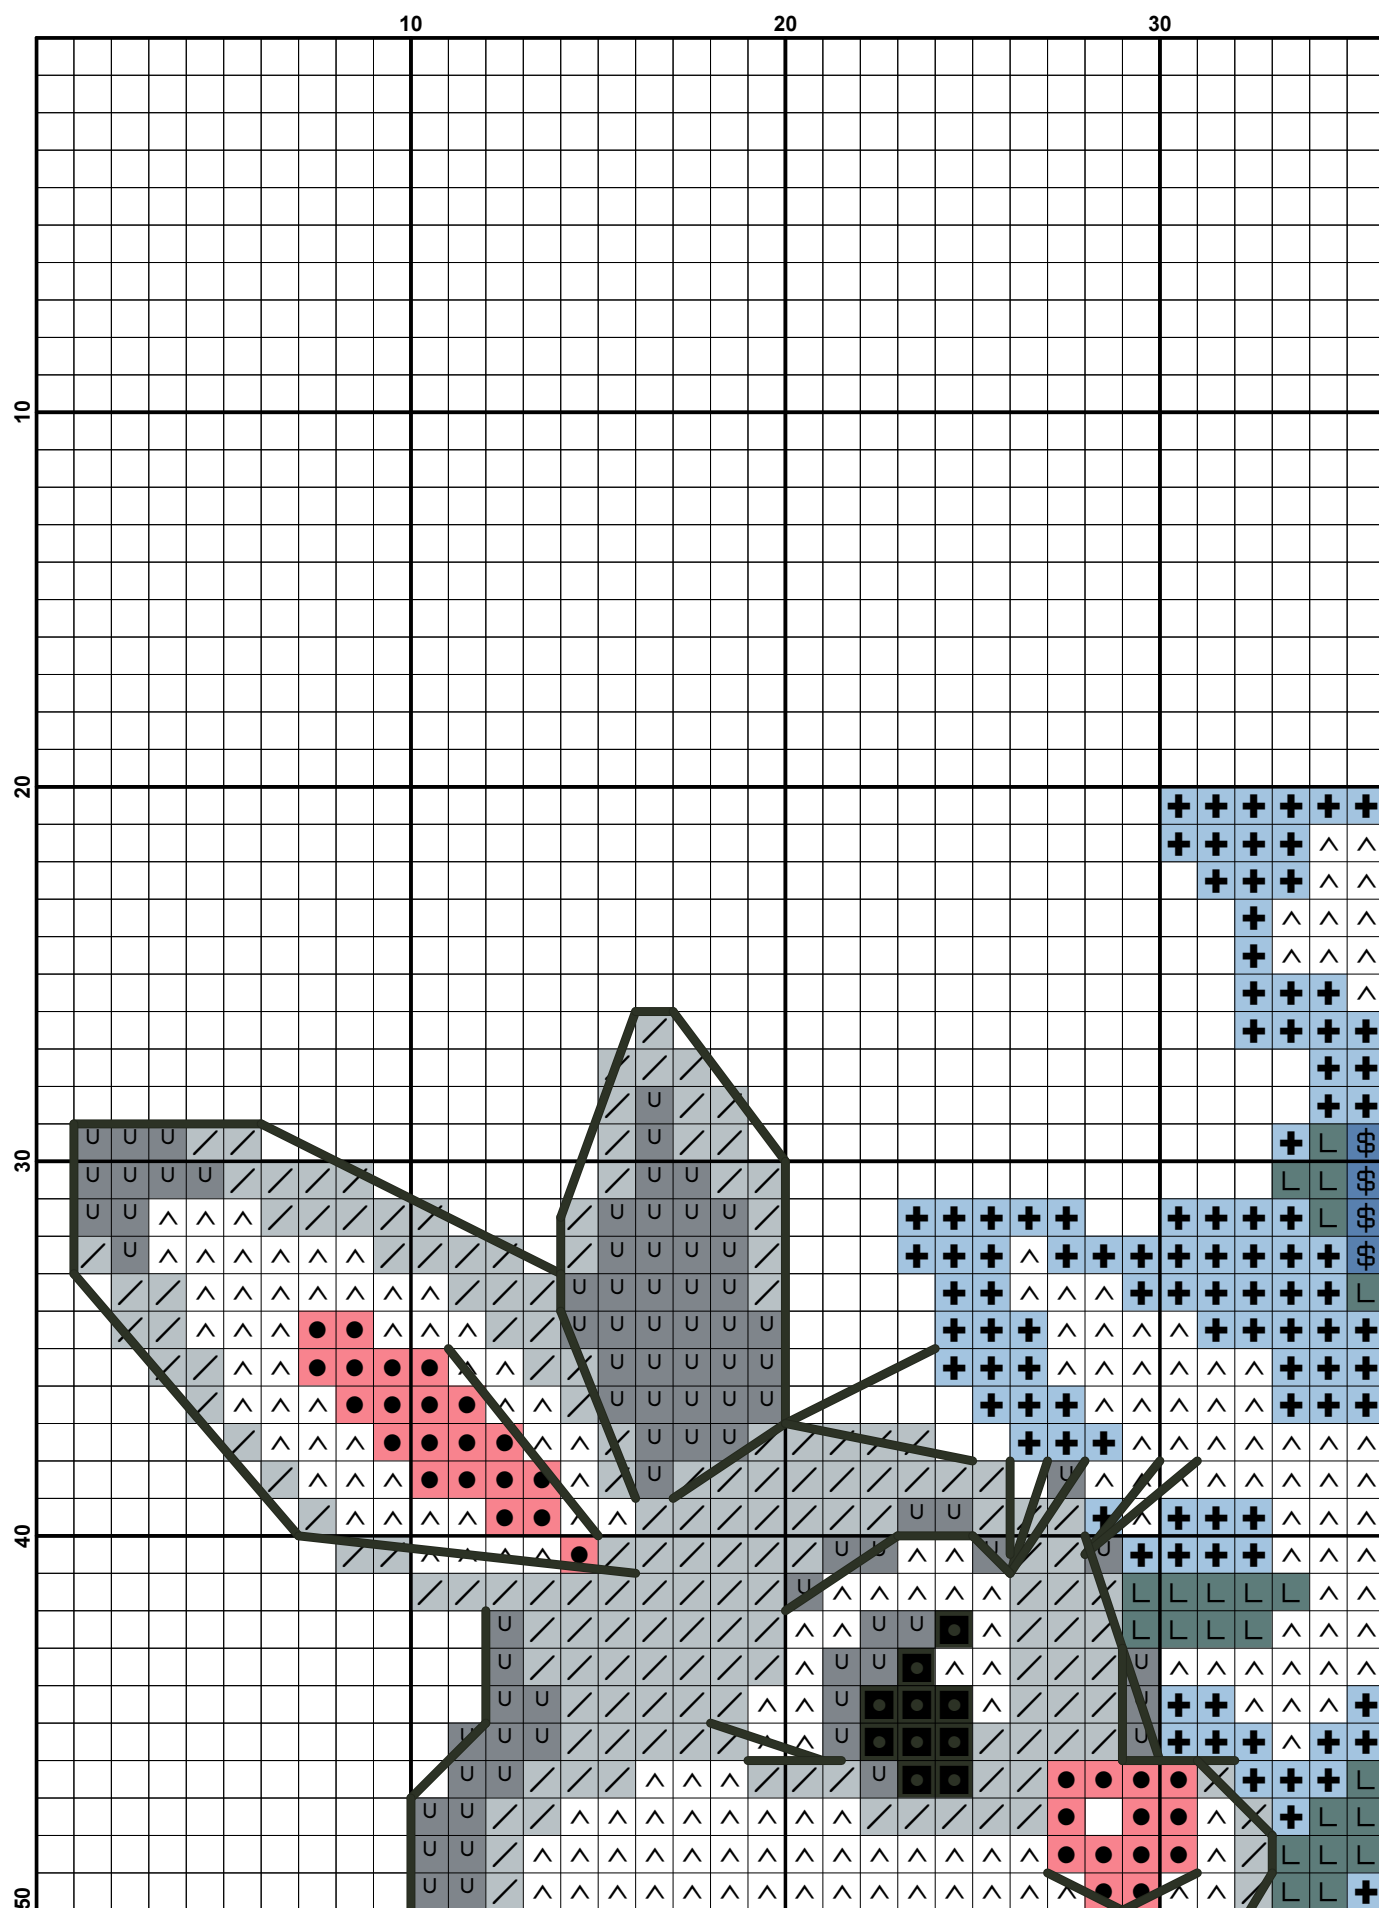 10 20 30
10
20
+ + + + + +
+ + + + ^ ^
+ + + ^ ^
+ ^ ^ ^
+ ^ ^ ^
+ + + ^
/ + + + +
/ / / + +
/ U / / + +
U U U / / / U / / + L $
30
U U U U / / / / / U U / / L L $
U U ^ ^ ^ / / / / / / U U U U / + + + + + + + + + L $
/ U ^ ^ ^ ^ ^ ^ / / / / / U U U U / + + + ^ + + + + + + + + $
/ / ^ ^ ^ ^ ^ ^ ^ / / / U U U U U / + + ^ ^ ^ + + + + + + L
/ / ^ ^ ^ ● ● ^ ^ ^ / / U U U U U U + + + ^ ^ ^ ^ + + + + +
/ / ^ ^ ● ● ● ● ^ ^ / / U U U U U + + + ^ ^ ^ ^ ^ ^ + + +
/ ^ ^ ^ ● ● ● ● ^ ^ / U U U U U + + + ^ ^ ^ ^ ^ + + +
/ ^ ^ ^ ● ● ● ● ^ ^ / U U U / / / / / + + + ^ ^ ^ ^ ^ ^ ^
/ ^ ^ ^ ● ● ● ● ^ / U / / / / / / / / / U ^ ^ ^ ^ ^ ^ ^
/ ^ ^ ^ ^ ● ● ^ ^ / / / / / / / U U / / / + ^ + + + ^ ^ ^
40
/ / ^ ^ ^ ^ ● / / / / / / U U ^ ^ U / / U + + + + ^ ^
/ / / / / / / / / / U ^ ^ ^ ^ ^ / / / L L L L L ^ ^
U / / / / / / / ^ ^ U U ^ / / / L L L L ^ ^ ^
U / / / / / / / ^ U U ^ ^ / / / U ^ ^ ^ ^ ^ ^
U U / / / / / ^ ^ U ^ / / / U + + ^ ^ ^ +
U U U / / / / / ^ ^ U / / / / U + + + ^ + +
U U / / / ^ ^ ^ / / / U / / ● ● ● ● / + + + L
U U / / ^ ^ ^ ^ ^ ^ ^ ^ / / / / / ● ● ● ^ / + L L
U U / ^ ^ ^ ^ ^ ^ ^ ^ ^ ^ ^ ^ ^ ^ ● ● ● ● ^ / L L L
50
U U / ^ ^ ^ ^ ^ ^ ^ ^ ^ ^ ^ ^ ^ ^ ^ ● ● ^ ^ / L L +